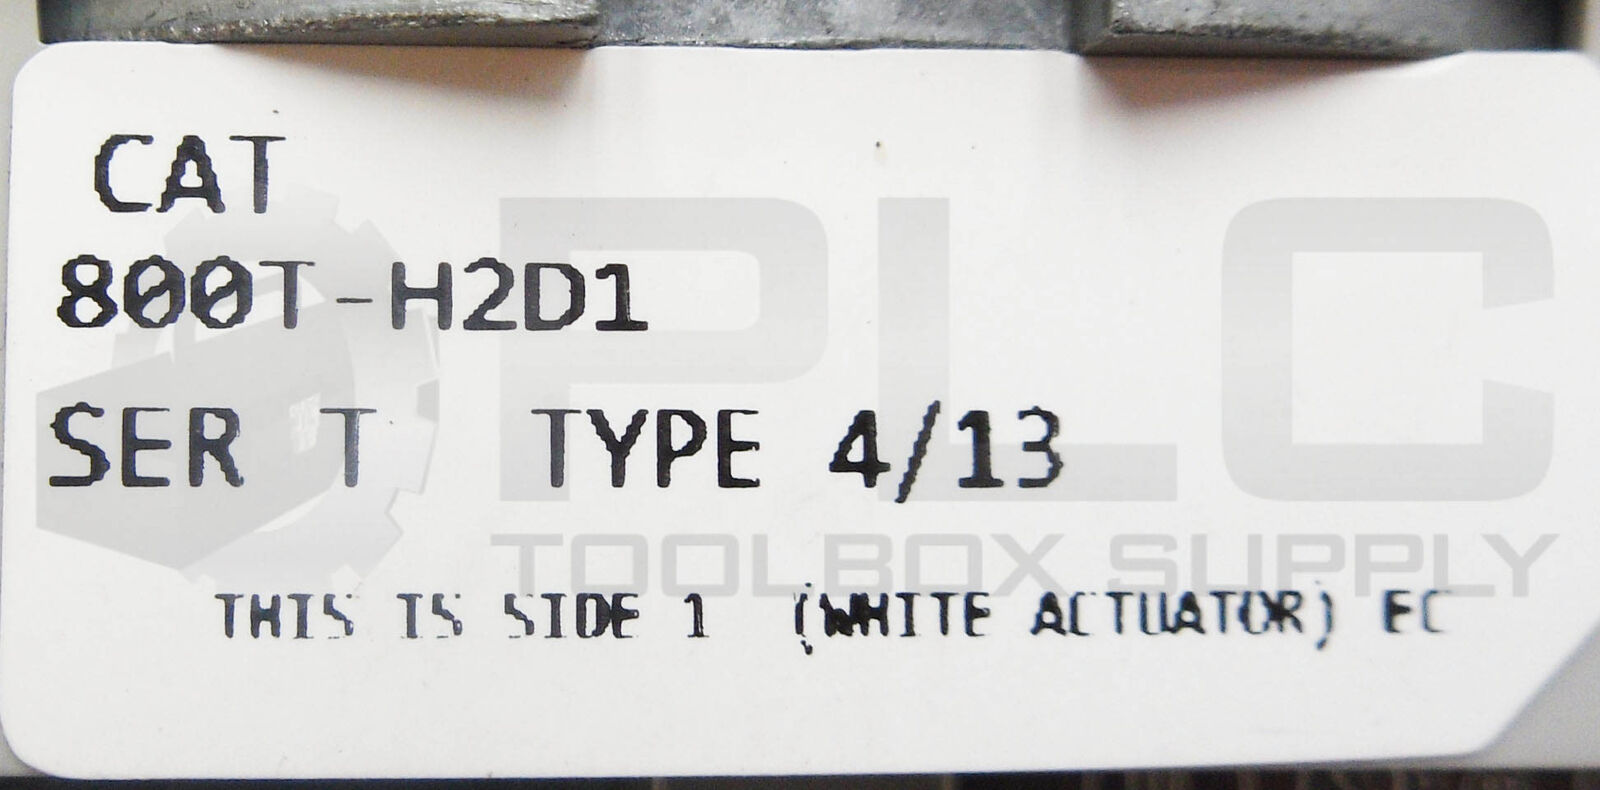 CAT
800T-H2D1
SER T TYPE 4/13
THIS IS SIDE 1 (WHITE ACTUATOR) EC
PLC
TOOLBOX SUPPLY